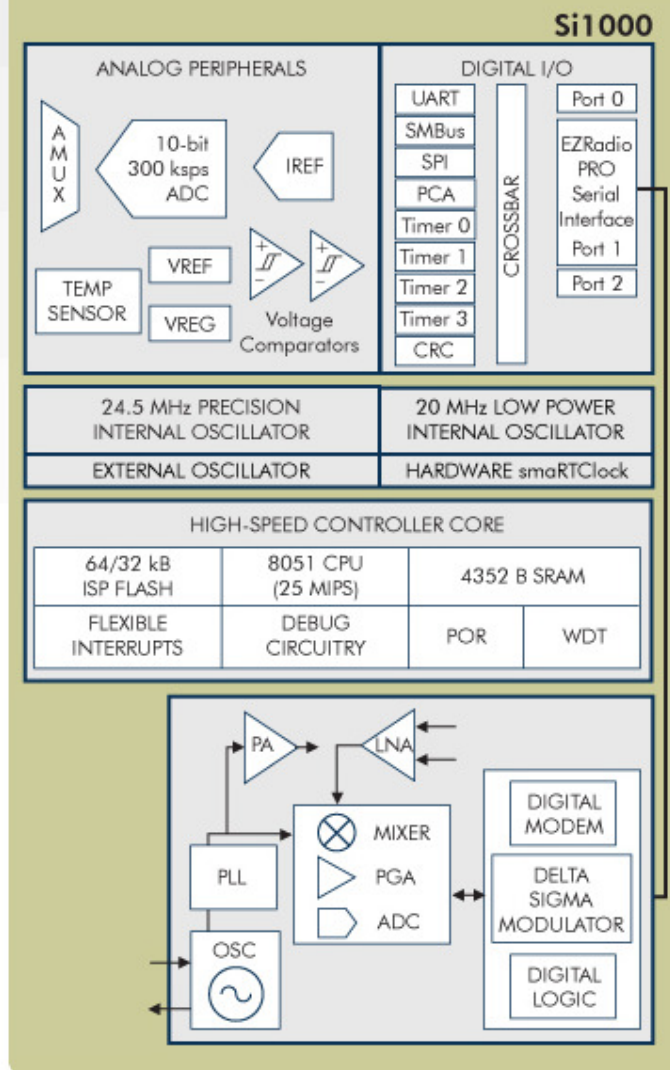 Si1000
ANALOG PERIPHERALS
A
M
U
X
10-bit
300 ksps
ADC
IREF
TEMP
SENSOR
VREF
VREG
+
-
+
-
Voltage
Comparators
DIGITAL I/O
UART
SMBus
SPI
PCA
Timer 0
Timer 1
Timer 2
Timer 3
CRC
CROSSBAR
Port 0
EZRadio
PRO
Serial
Interface
Port 1
Port 2
24.5 MHz PRECISION
INTERNAL OSCILLATOR
20 MHz LOW POWER
INTERNAL OSCILLATOR
EXTERNAL OSCILLATOR
HARDWARE smaRTClock
HIGH-SPEED CONTROLLER CORE
64/32 kB
ISP FLASH
8051 CPU
(25 MIPS)
4352 B SRAM
FLEXIBLE
INTERRUPTS
DEBUG
CIRCUITRY
POR
WDT
PA
LNA
MIXER
PGA
ADC
PLL
OSC
DIGITAL
MODEM
DELTA
SIGMA
MODULATOR
DIGITAL
LOGIC